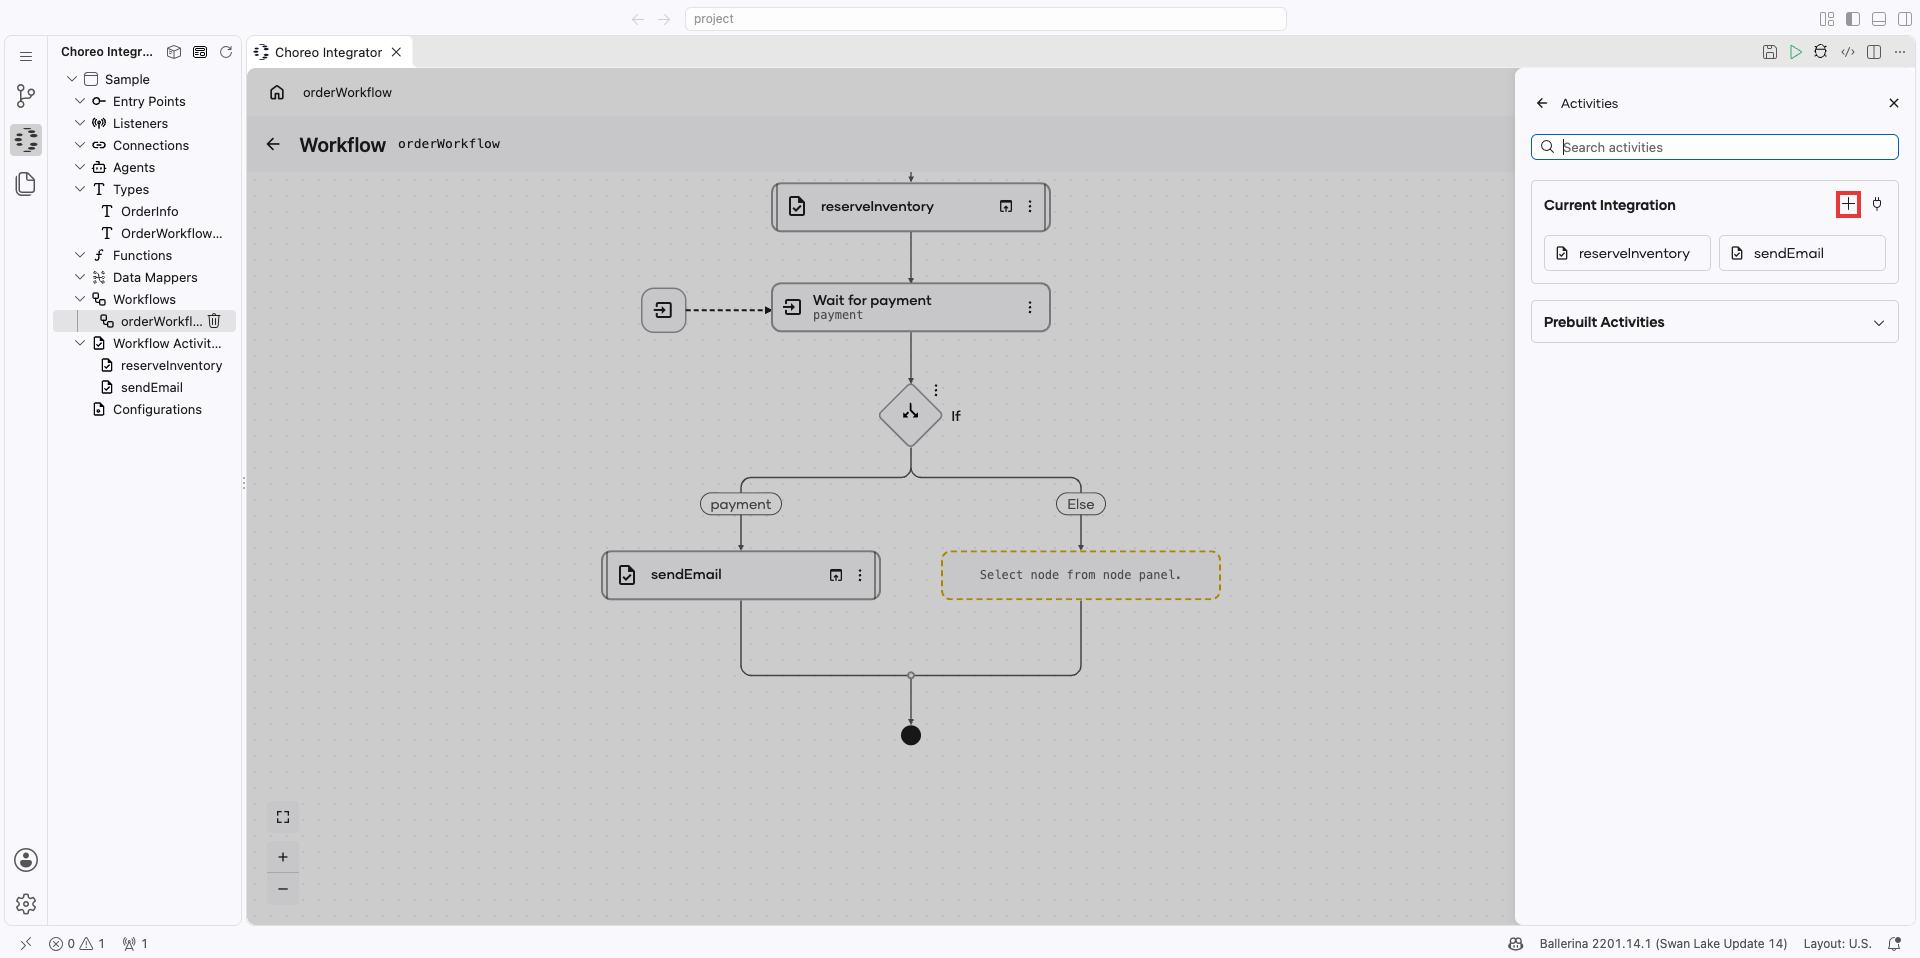 project
Choreo Integr...
Sample
Entry Points
Listeners
Connections
Agents
Types
OrderInfo
OrderWorkflow...
Functions
Data Mappers
Workflows
orderWorkfl...
Workflow Activit...
reserveInventory
sendEmail
Configurations
Choreo Integrator
orderWorkflow
Workflow orderWorkflow
reserveInventory
Wait for payment
payment
If
payment
Else
sendEmail
Select node from node panel.
Activities
Search activities
Current Integration
reserveInventory
sendEmail
Prebuilt Activities
0 1 1
Ballerina 2201.14.1 (Swan Lake Update 14)
Layout: U.S.